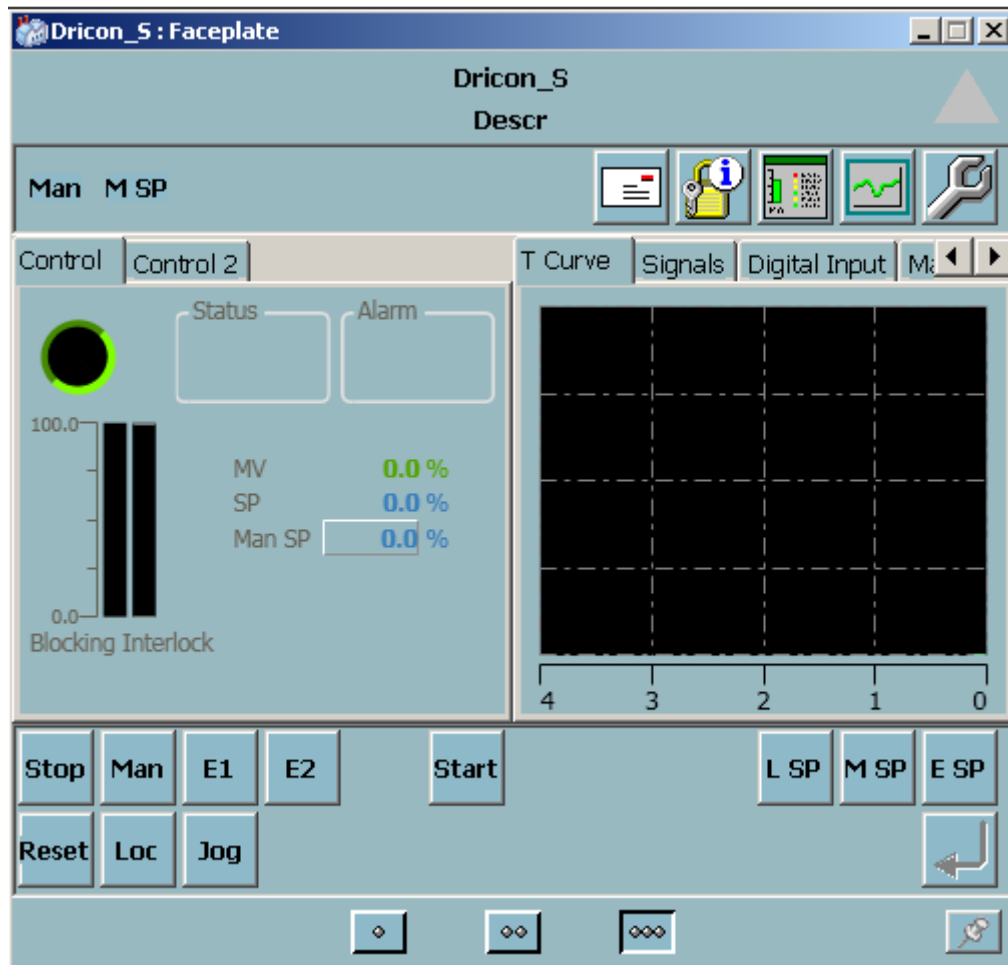 Dricon_S : Faceplate
Dricon_S
Descr
Man M SP
Control Control 2
T Curve Signals Digital Input
Status Alarm
100.0
MV 0.0 %
SP 0.0 %
Man SP 0.0 %
0.0
Blocking Interlock
4 3 2 1 0
Stop Man E1 E2 Start L SP M SP E SP
Reset Loc Jog